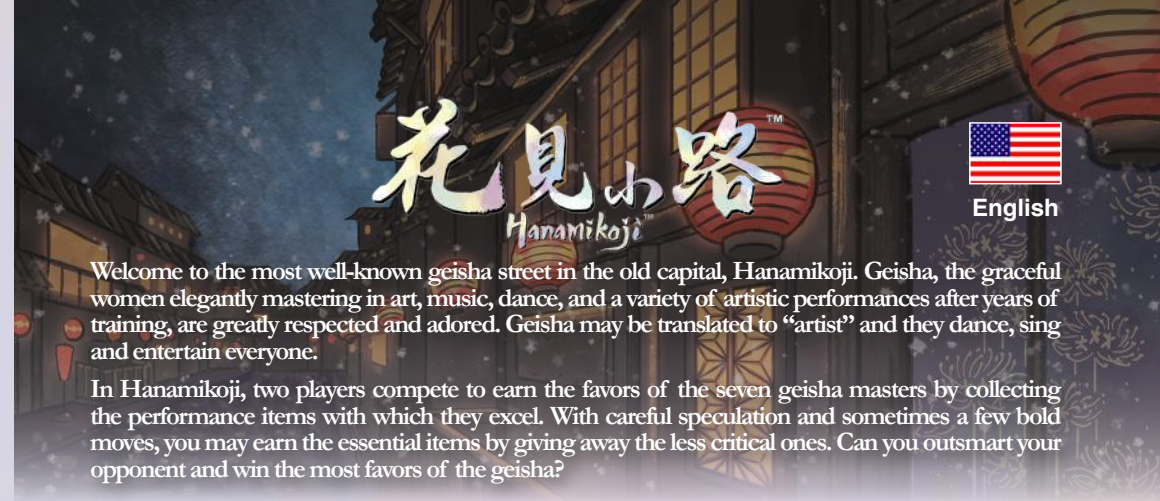 花見小路™
Hanamikoji™
English
Welcome to the most well-known geisha street in the old capital, Hanamikoji. Geisha, the graceful
women elegantly mastering in art, music, dance, and a variety of artistic performances after years of
training, are greatly respected and adored. Geisha may be translated to “artist” and they dance, sing
and entertain everyone.
In Hanamikoji, two players compete to earn the favors of the seven geisha masters by collecting
the performance items with which they excel. With careful speculation and sometimes a few bold
moves, you may earn the essential items by giving away the less critical ones. Can you outsmart your
opponent and win the most favors of the geisha?